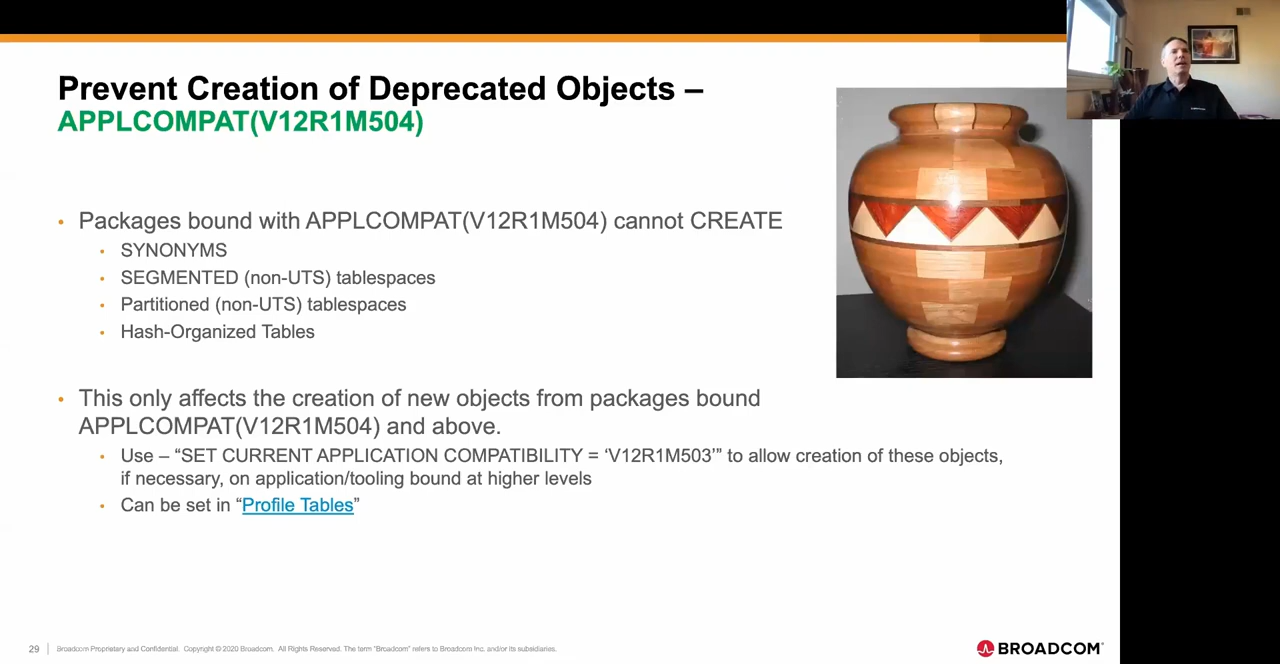 Prevent Creation of Deprecated Objects –
APPLCOMPAT(V12R1M504)
• Packages bound with APPLCOMPAT(V12R1M504) cannot CREATE
• SYNONYMS
• SEGMENTED (non-UTS) tablespaces
• Partitioned (non-UTS) tablespaces
• Hash-Organized Tables
• This only affects the creation of new objects from packages bound
APPLCOMPAT(V12R1M504) and above.
• Use – “SET CURRENT APPLICATION COMPATIBILITY = ‘V12R1M503’” to allow creation of these objects,
if necessary, on application/tooling bound at higher levels
• Can be set in “Profile Tables”
29 | Broadcom Proprietary and Confidential. Copyright © 2020 Broadcom. All Rights Reserved. The term “Broadcom” refers to Broadcom Inc. and/or its subsidiaries.
BROADCOM®